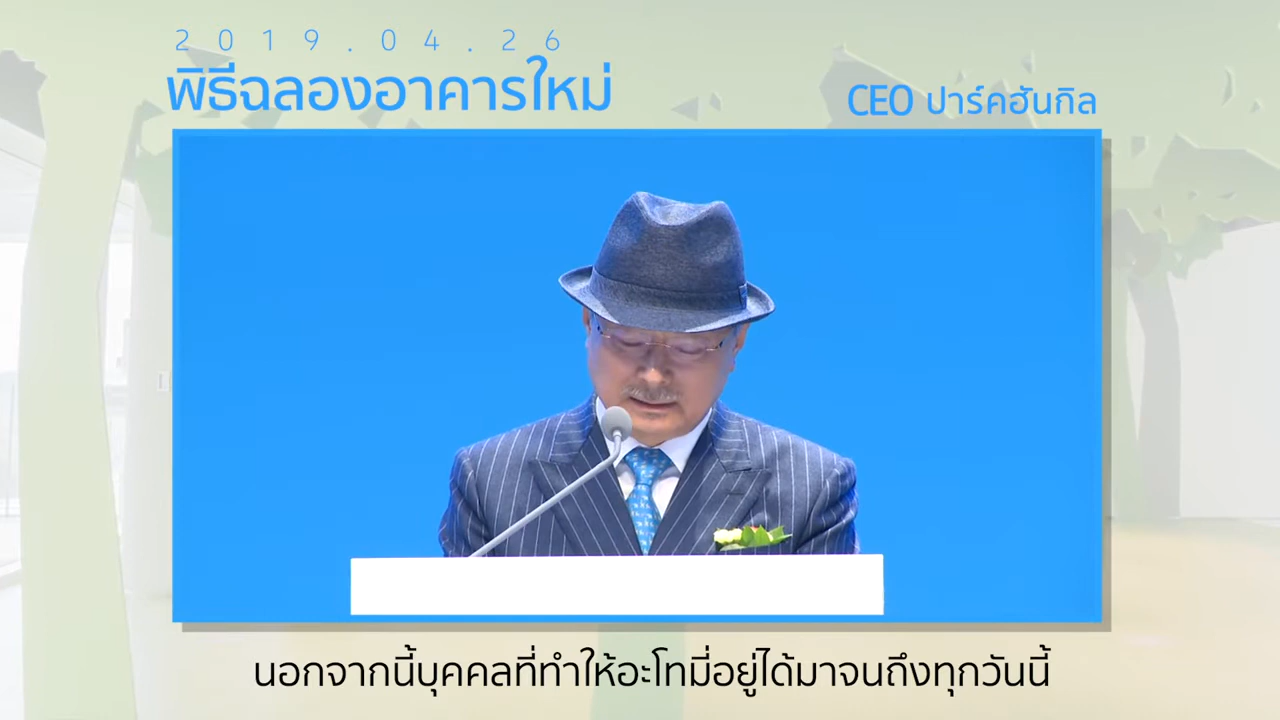 2019.04.26
พิธีฉลองอาคารใหม่
CEO ปาร์คฮันกิล
นอกจากนี้บุคคลที่ทำให้อะโทมี่อยู่ได้มาจนถึงทุกวันนี้